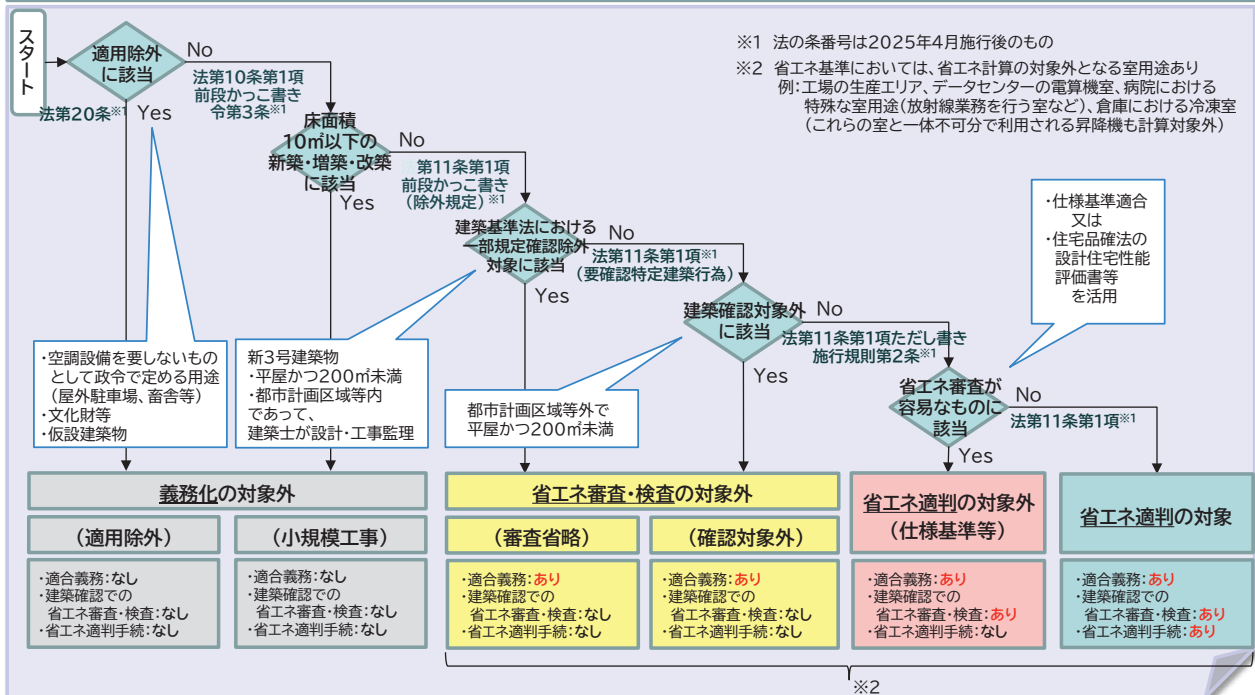 スタート
適用除外
に該当
No
法第20条※1
Yes
法第10条第1項
前段かっこ書き
令第3条※1
床面積
10㎡以下の
新築・増築・改築
に該当
No
Yes
第11条第1項
前段かっこ書き
(除外規定)※1
建築基準法における
一部規定確認除外
対象に該当
No
Yes
法第11条第1項※1
(要確認特定建築行為)
建築確認対象外
に該当
No
Yes
法第11条第1項ただし書き
施行規則第2条※1
省エネ審査が
容易なものに
該当
No
法第11条第1項※1
Yes
※1 法の条番号は2025年4月施行後のもの
※2 省エネ基準においては、省エネ計算の対象外となる室用途あり
例:工場の生産エリア、データセンターの電算機室、病院における
特殊な室用途(放射線業務を行う室など)、倉庫における冷凍室
(これらの室と一体不可分で利用される昇降機も計算対象外)
・空調設備を要しないもの
として政令で定める用途
(屋外駐車場、畜舎等)
・文化財等
・仮設建築物
新3号建築物
・平屋かつ200㎡未満
・都市計画区域等内
であって、
建築士が設計・工事監理
都市計画区域等外で
平屋かつ200㎡未満
・仕様基準適合
又は
・住宅品確法の
設計住宅性能
評価書等
を活用
義務化の対象外
(適用除外)
・適合義務:なし
・建築確認での
省エネ審査・検査:なし
・省エネ適判手続:なし
(小規模工事)
・適合義務:なし
・建築確認での
省エネ審査・検査:なし
・省エネ適判手続:なし
省エネ審査・検査の対象外
(審査省略)
・適合義務:あり
・建築確認での
省エネ審査・検査:なし
・省エネ適判手続:なし
(確認対象外)
・適合義務:あり
・建築確認での
省エネ審査・検査:なし
・省エネ適判手続:なし
省エネ適判の対象外
(仕様基準等)
・適合義務:あり
・建築確認での
省エネ審査・検査:あり
・省エネ適判手続:なし
省エネ適判の対象
・適合義務:あり
・建築確認での
省エネ審査・検査:あり
・省エネ適判手続:あり
※2